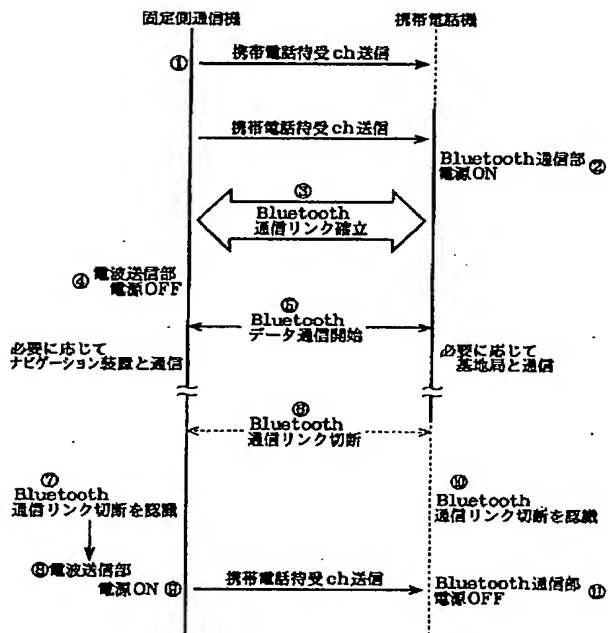 固定側通信機
携帯電話機
①
携帯電話待受ch送信
携帯電話待受ch送信
Bluetooth通信部
電源ON ②
③
Bluetooth
通信リンク確立
④ 電波送信部
電源OFF
⑤
Bluetooth
データ通信開始
必要に応じて
ナビゲーション装置と通信
必要に応じて
基地局と通信
⑥
Bluetooth
通信リンク切断
⑦
Bluetooth
通信リンク切断を認識
⑩
Bluetooth
通信リンク切断を認識
⑧電波送信部
電源ON ⑨
携帯電話待受ch送信
Bluetooth通信部
電源OFF ⑪